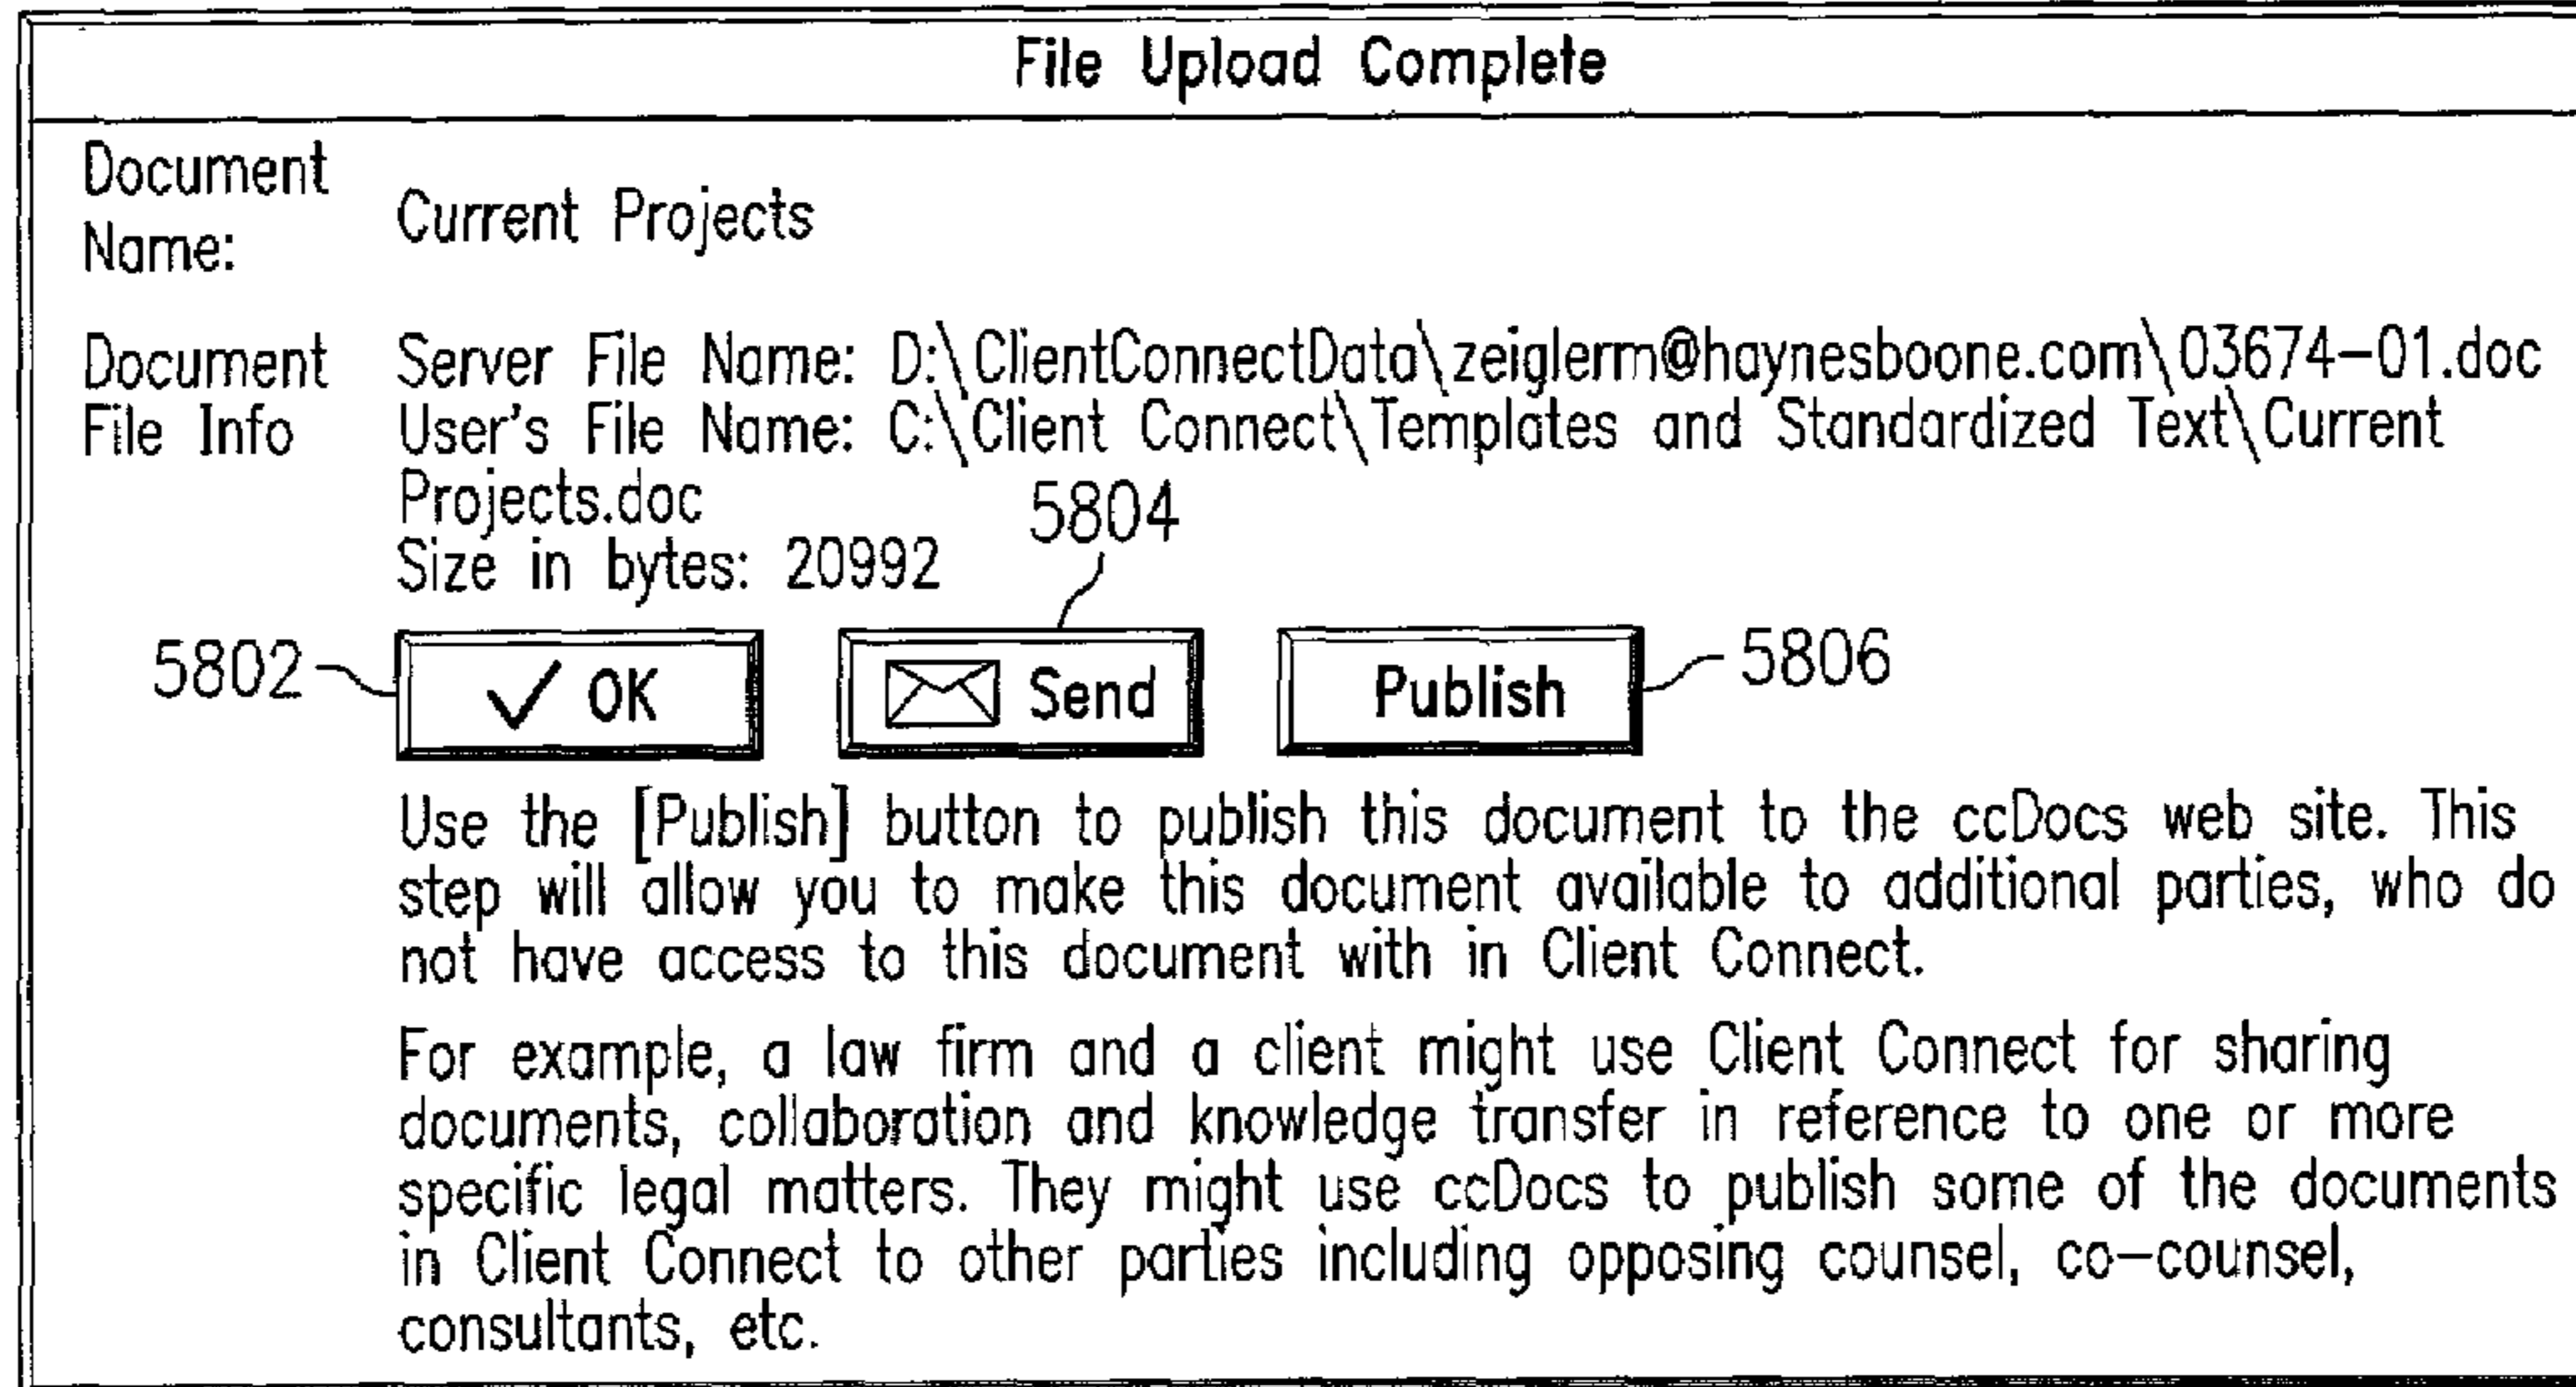 File Upload Complete
Document
Name:
Current Projects
Document
File Info
Server File Name: D:\ClientConnectData\zeiglerm@haynesboone.com\03674-01.doc
User's File Name: C:\Client Connect\Templates and Standardized Text\Current
Projects.doc
Size in bytes: 20992
5804
5802
✓ OK
Send
Publish
5806
Use the [Publish] button to publish this document to the ccDocs web site. This
step will allow you to make this document available to additional parties, who do
not have access to this document with in Client Connect.
For example, a law firm and a client might use Client Connect for sharing
documents, collaboration and knowledge transfer in reference to one or more
specific legal matters. They might use ccDocs to publish some of the documents
in Client Connect to other parties including opposing counsel, co-counsel,
consultants, etc.